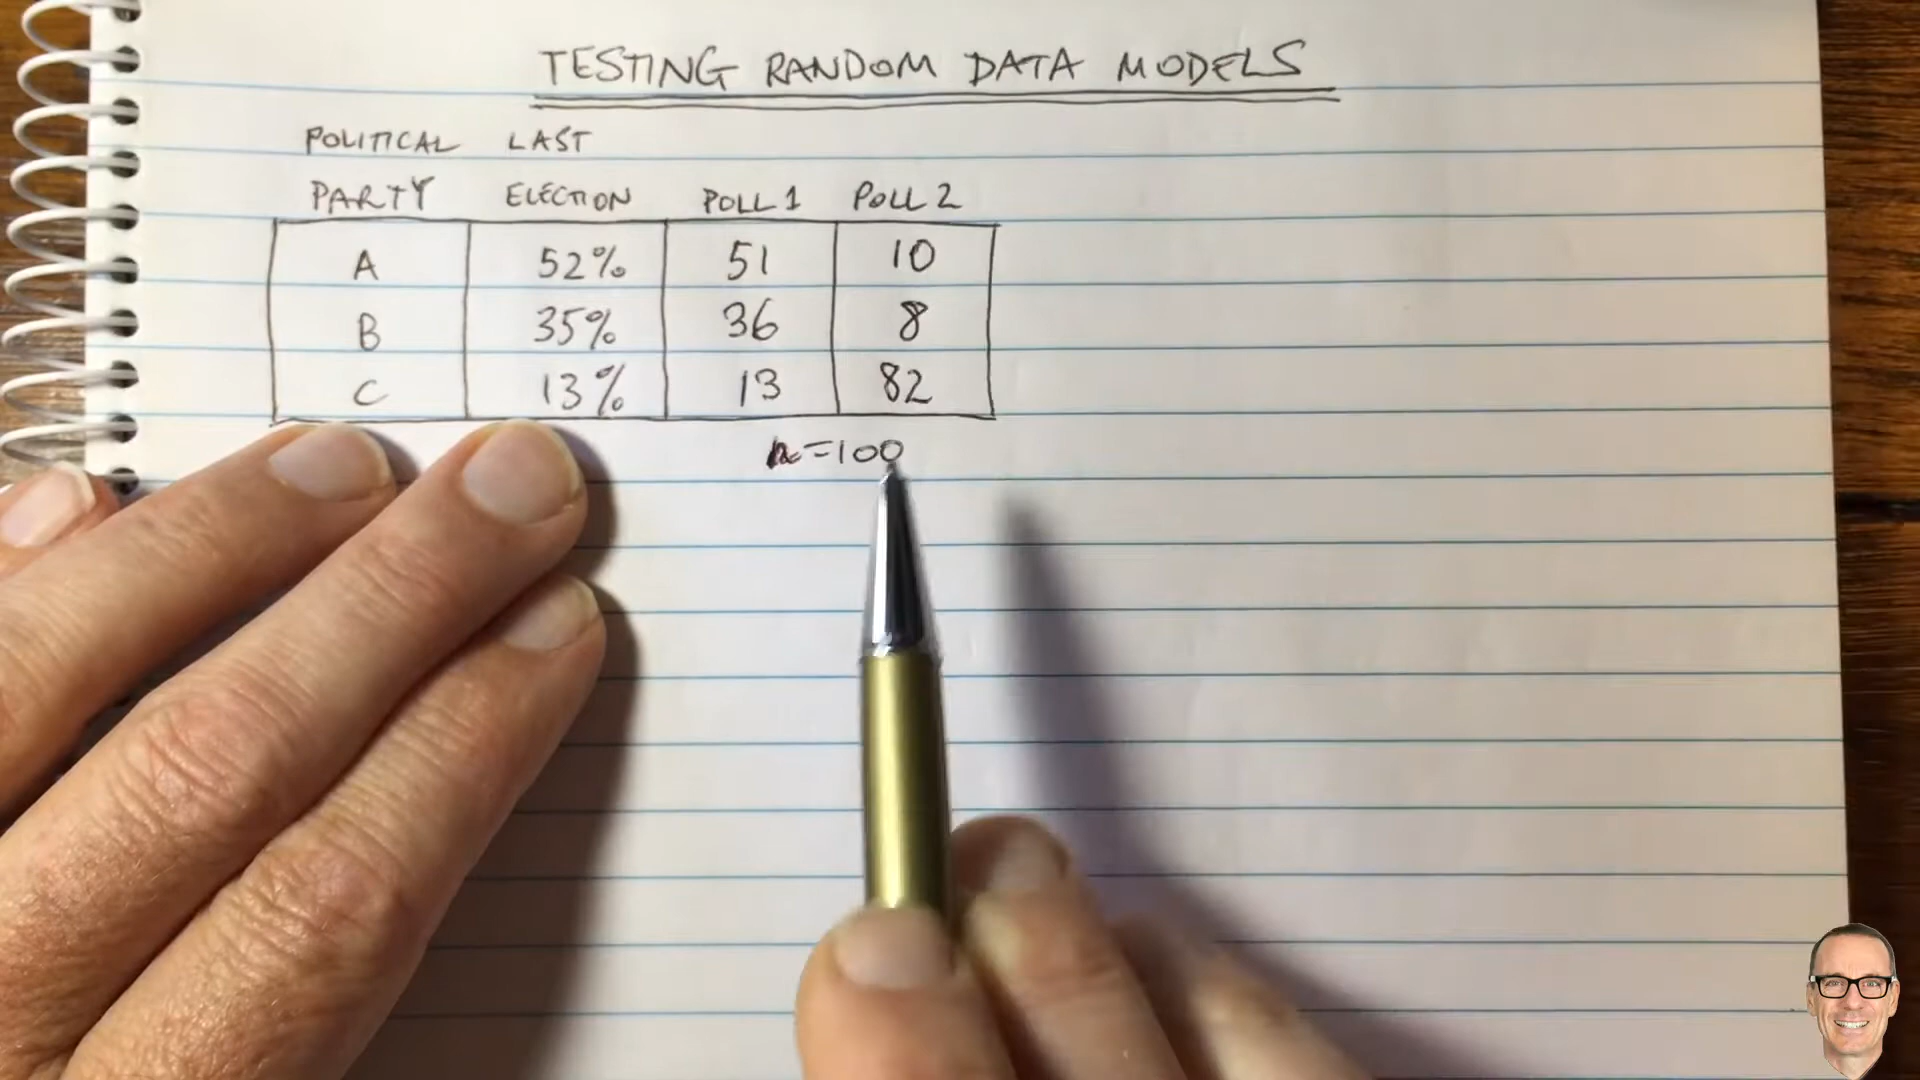 TESTING RANDOM DATA MODELS
POLITICAL LAST
PARTY ELECTION POLL 1 POLL 2
A 52% 51 10
B 35% 36 8
C 13% 13 82
n=100